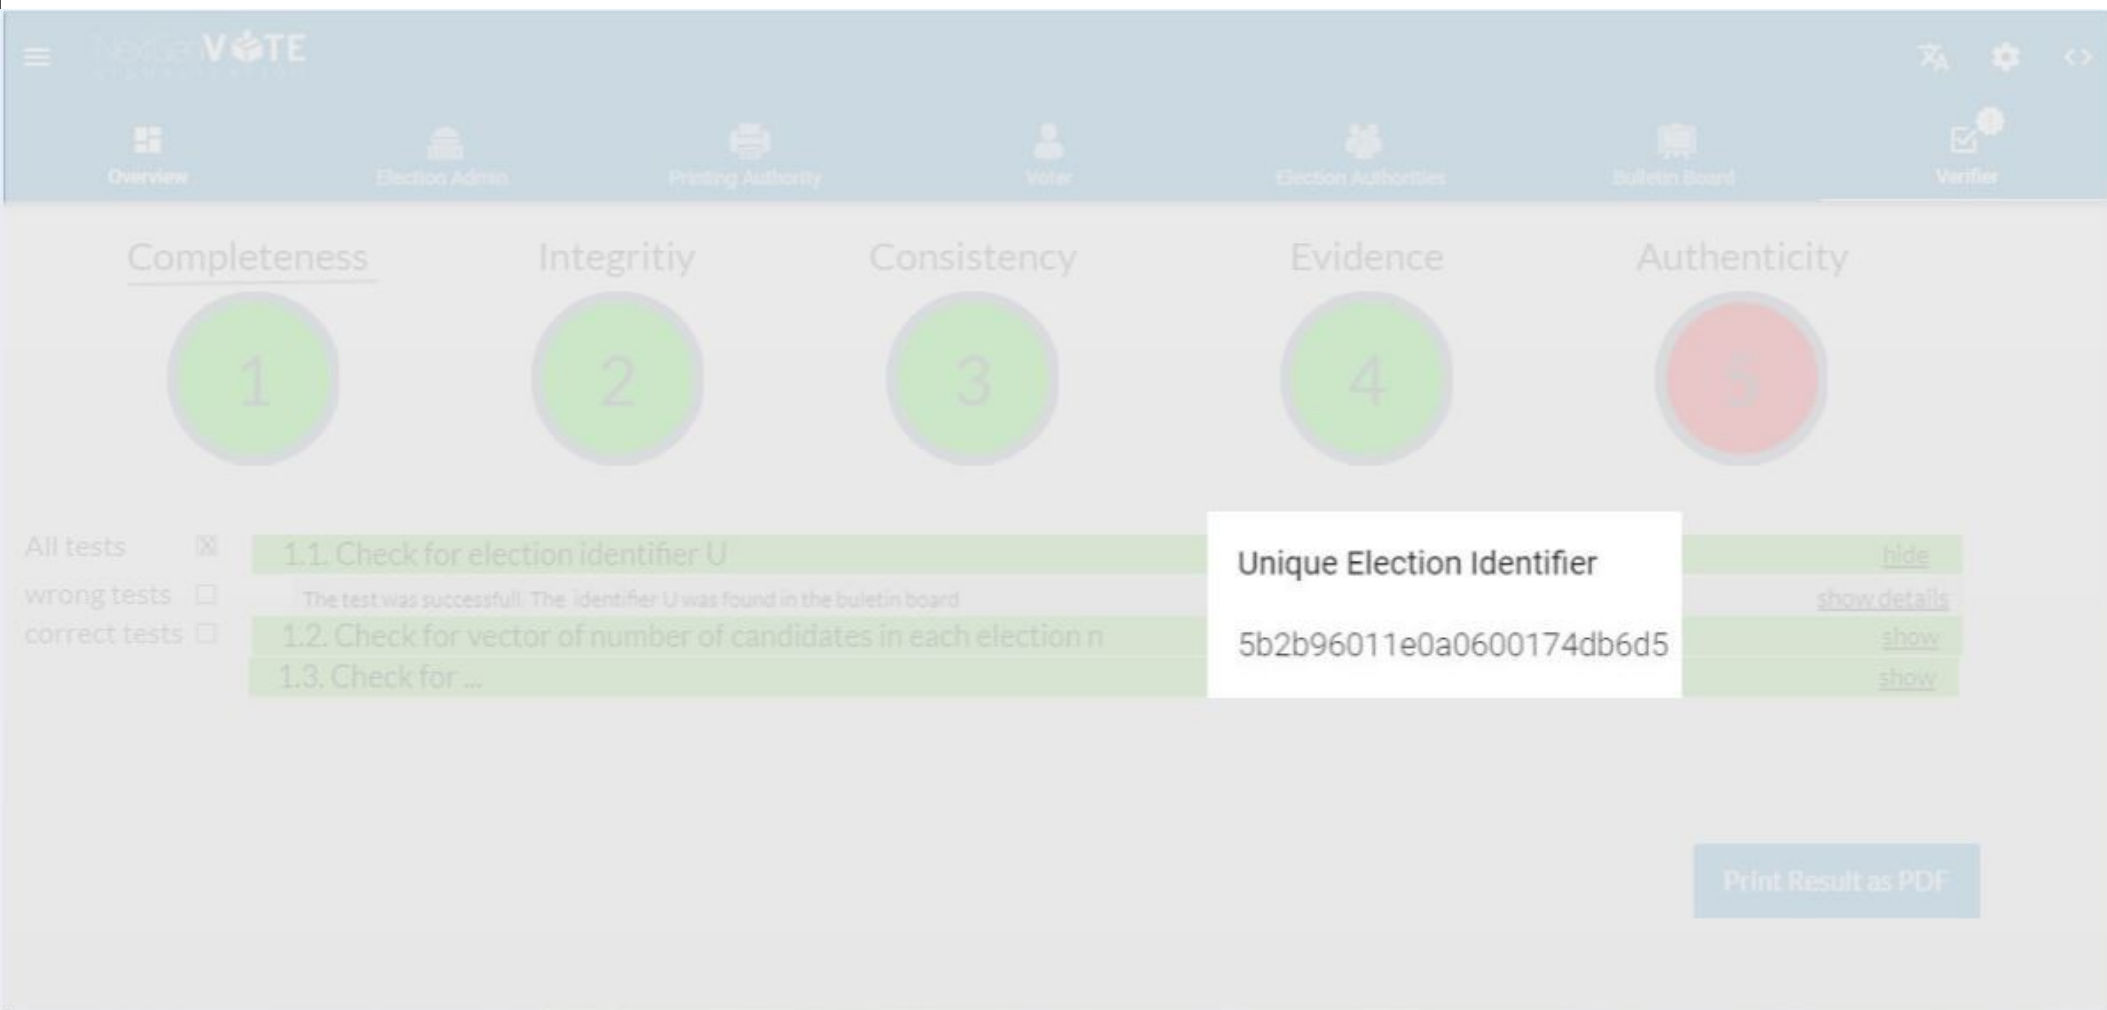 NextGen VOTE
Overview
Election Admin
Printing Authority
Voter
Election Authorities
Bulletin Board
Verifier
Completeness
Integritiy
Consistency
Evidence
Authenticity
1
2
3
4
5
All tests
wrong tests
correct tests
1.1. Check for election identifier U
hide
The test was successfull. The identifier U was found in the buletin board
show details
1.2. Check for vector of number of candidates in each election n
show
1.3. Check for ...
show
Unique Election Identifier
5b2b96011e0a0600174db6d5
Print Result as PDF